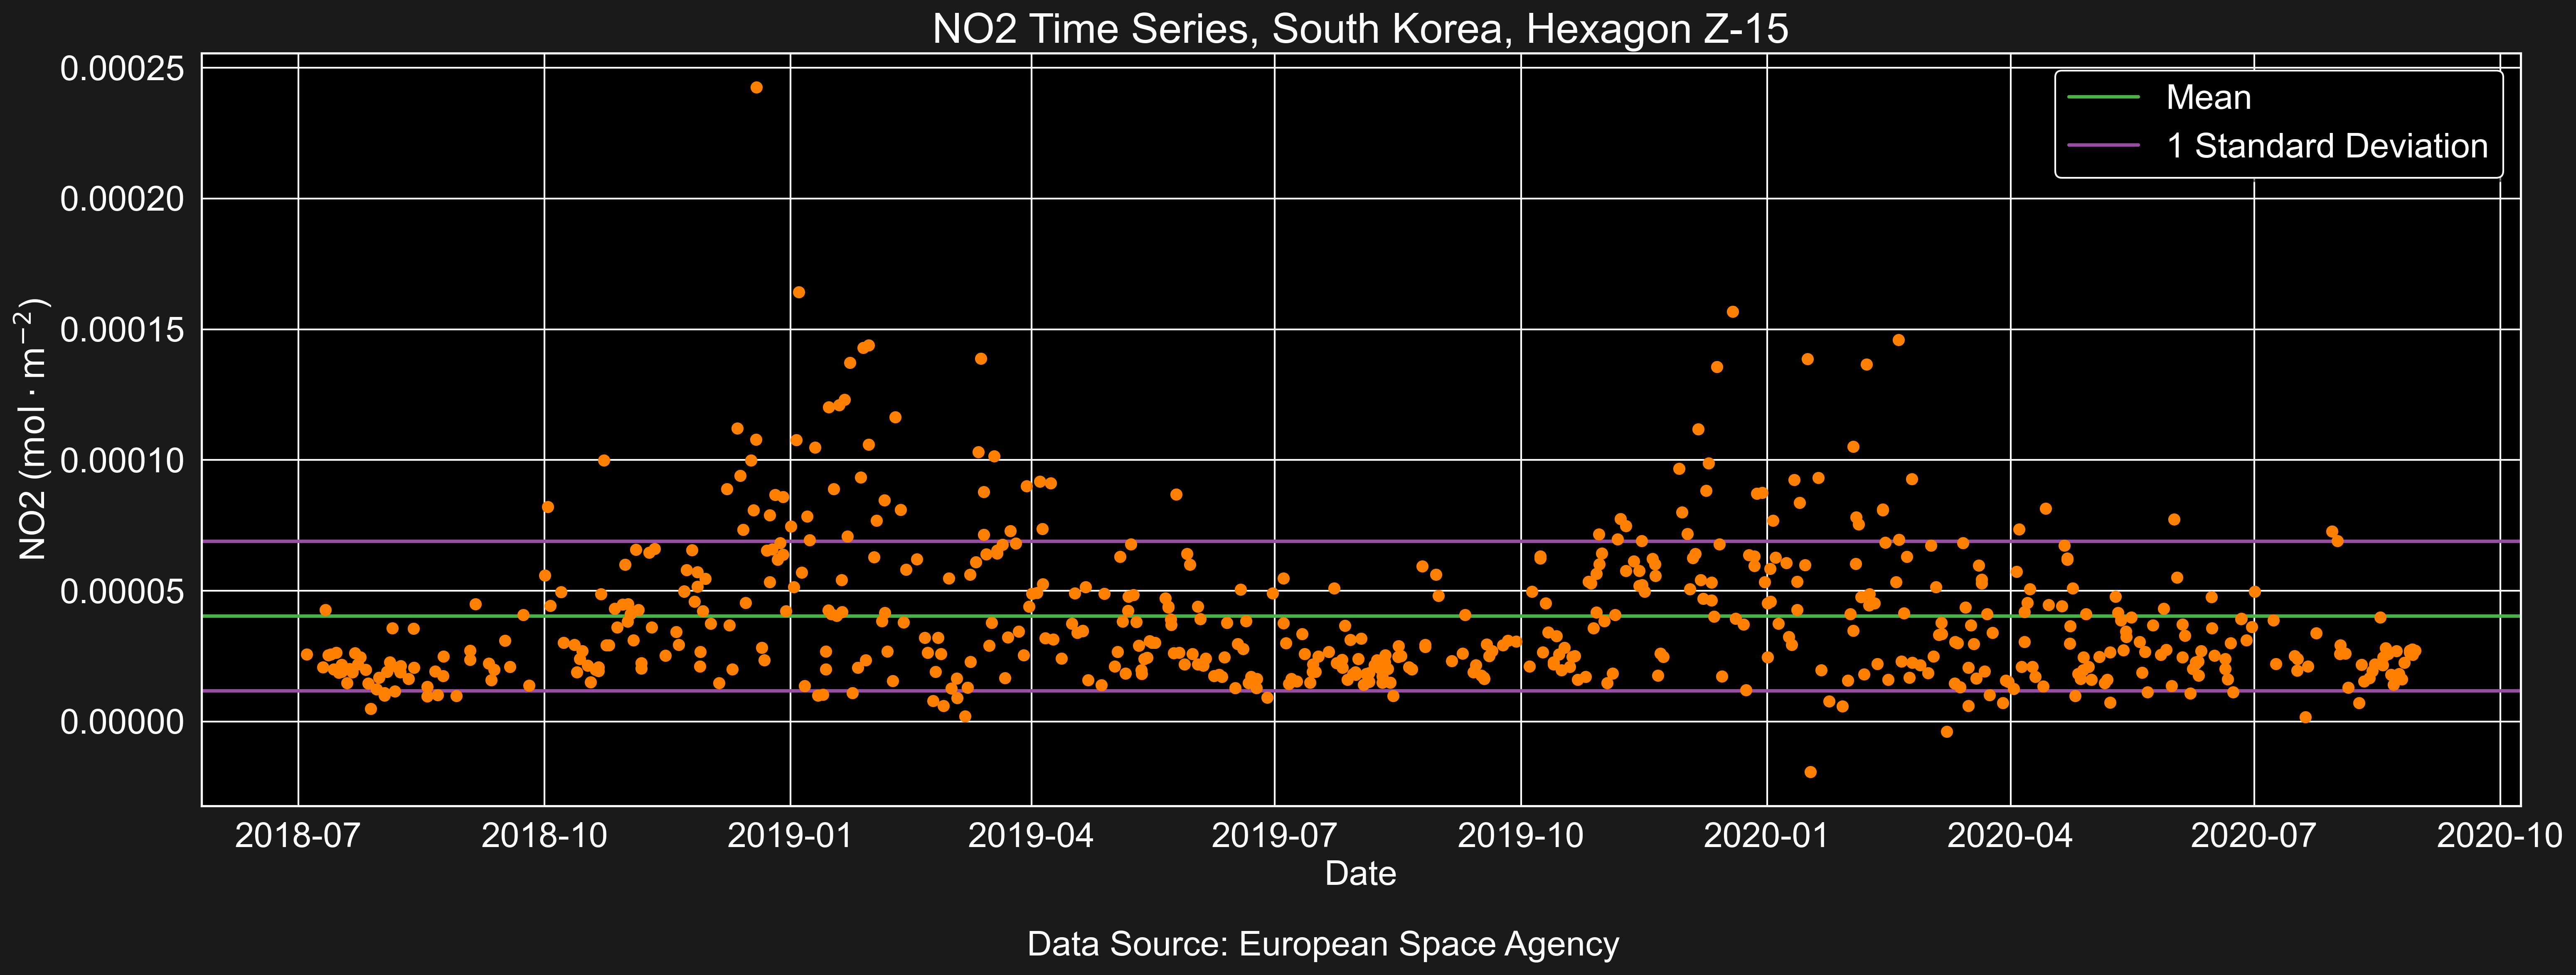 NO2 Time Series, South Korea, Hexagon Z-15
0.00025
0.00020
0.00015
0.00010
0.00005
0.00000
NO2 (mol · m⁻²)
Mean
1 Standard Deviation
2018-07 2018-10 2019-01 2019-04 2019-07 2019-10 2020-01 2020-04 2020-07 2020-10
Date
Data Source: European Space Agency